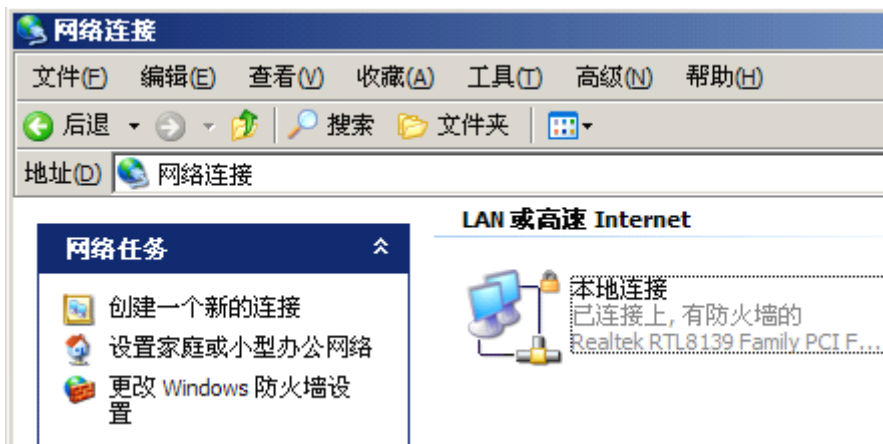 网络连接
文件(F) 编辑(E) 查看(V) 收藏(A) 工具(T) 高级(N) 帮助(H)
后退 搜索 文件夹
地址(D) 网络连接
网络任务
创建一个新的连接
设置家庭或小型办公网络
更改 Windows 防火墙设
置
LAN 或高速 Internet
本地连接
已连接上, 有防火墙的
Realtek RTL8139 Family PCI F...